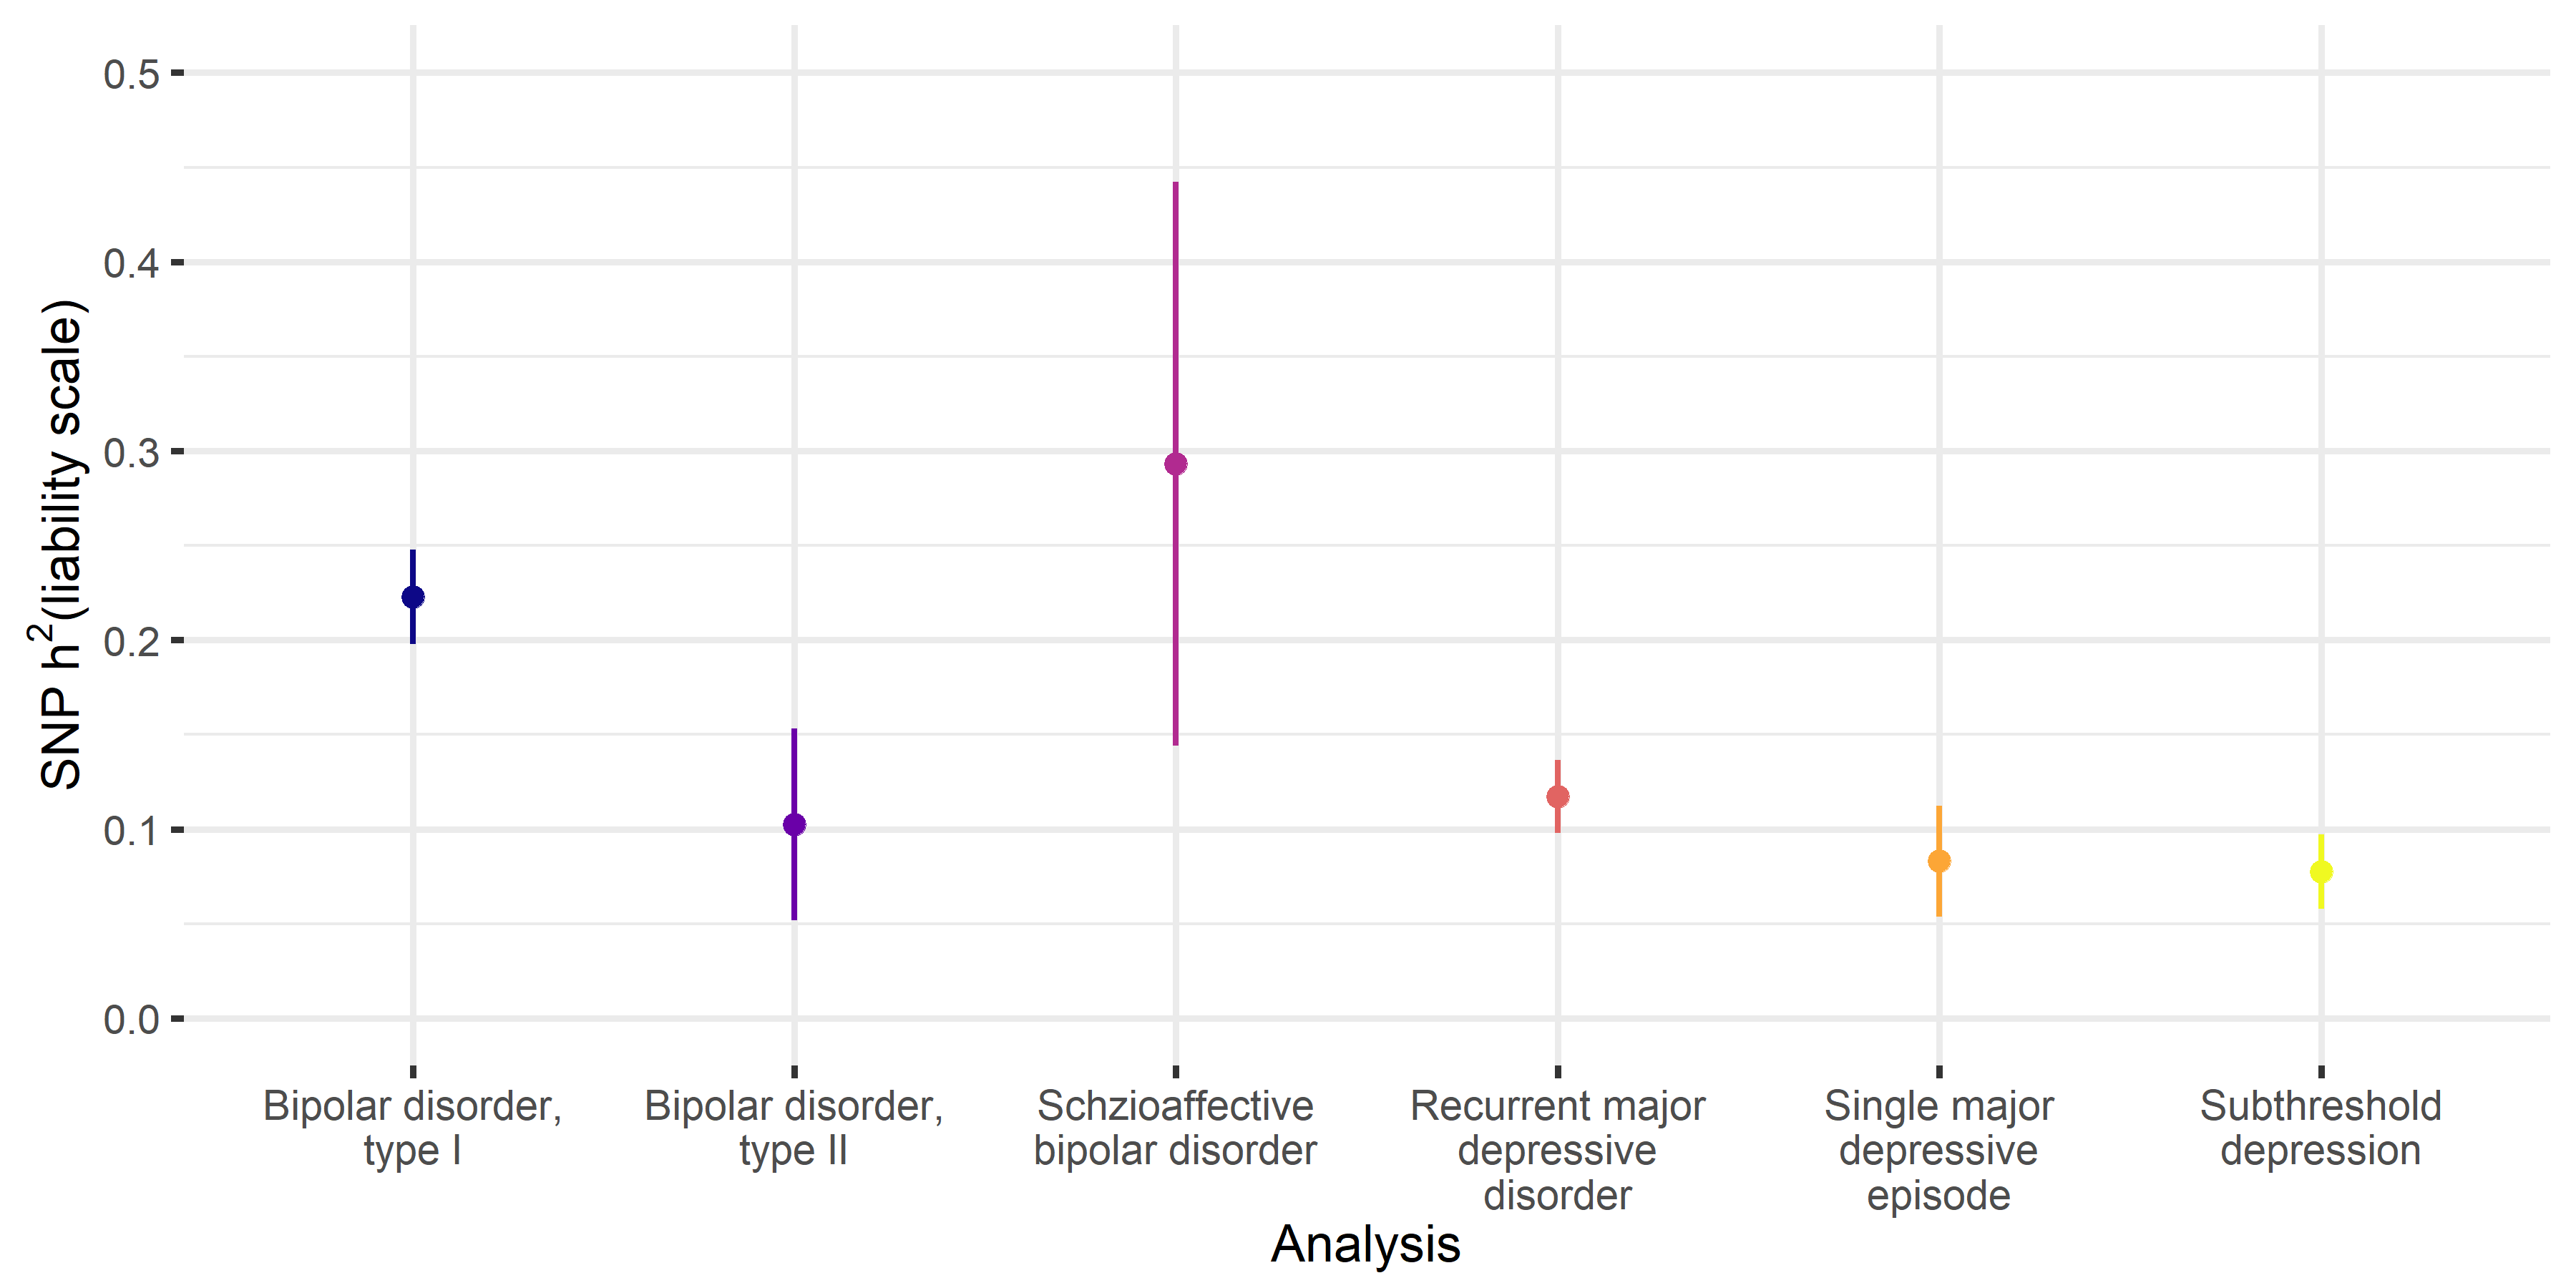 0.5
0.4
0.3
0.2
0.1
0.0
SNP h²(liability scale)
Bipolar disorder,
type I
Bipolar disorder,
type II
Schzioaffective
bipolar disorder
Recurrent major
depressive
disorder
Single major
depressive
episode
Subthreshold
depression
Analysis